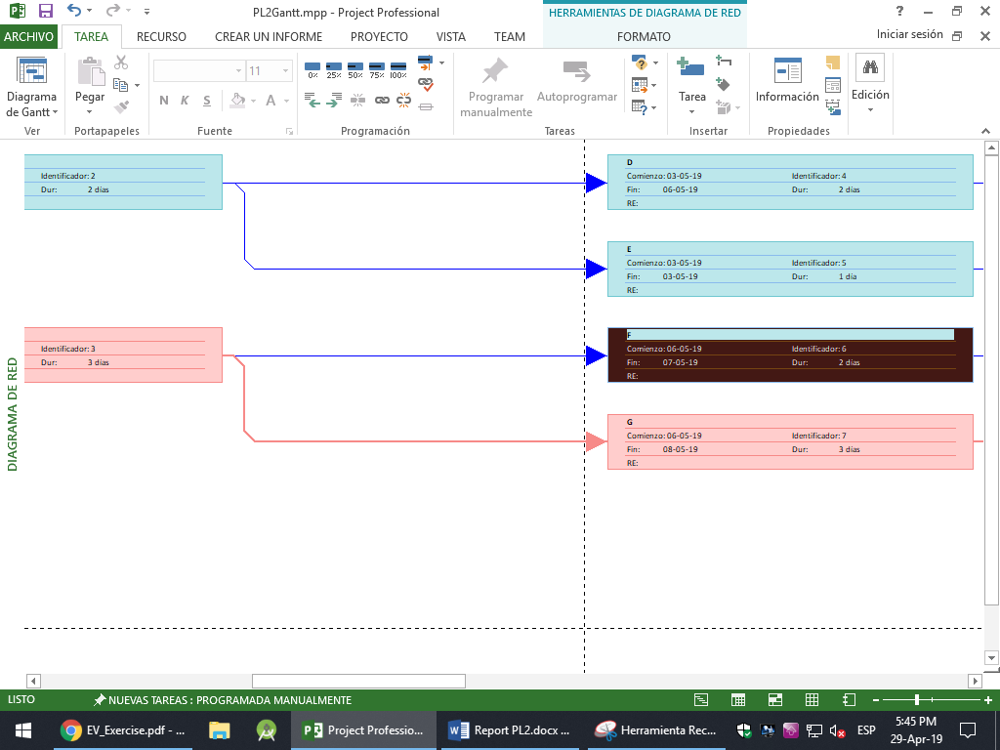 PL2Gantt.mpp - Project Professional
HERRAMIENTAS DE DIAGRAMA DE RED
ARCHIVO TAREA RECURSO CREAR UN INFORME PROYECTO VISTA TEAM FORMATO Iniciar sesión
Diagrama de Gantt
Ver
Pegar
Portapapeles
11
N K S A
Fuente
0% 25% 50% 75% 100%
Programación
Programar manualmente
Autoprogramar
Tareas
Tarea
Insertar
Información
Propiedades
Edición
DIAGRAMA DE RED
Identificador: 2
Dur: 2 días
Identificador: 3
Dur: 3 días
D
Comienzo: 03-05-19 Identificador: 4
Fin: 06-05-19 Dur: 2 días
RE:
E
Comienzo: 03-05-19 Identificador: 5
Fin: 03-05-19 Dur: 1 día
RE:
F
Comienzo: 06-05-19 Identificador: 6
Fin: 07-05-19 Dur: 2 días
RE:
G
Comienzo: 06-05-19 Identificador: 7
Fin: 08-05-19 Dur: 3 días
RE:
LISTO NUEVAS TAREAS : PROGRAMADA MANUALMENTE
EV_Exercise.pdf - ... Project Professio... Report PL2.docx ... Herramienta Rec... ESP 5:45 PM
29-Apr-19